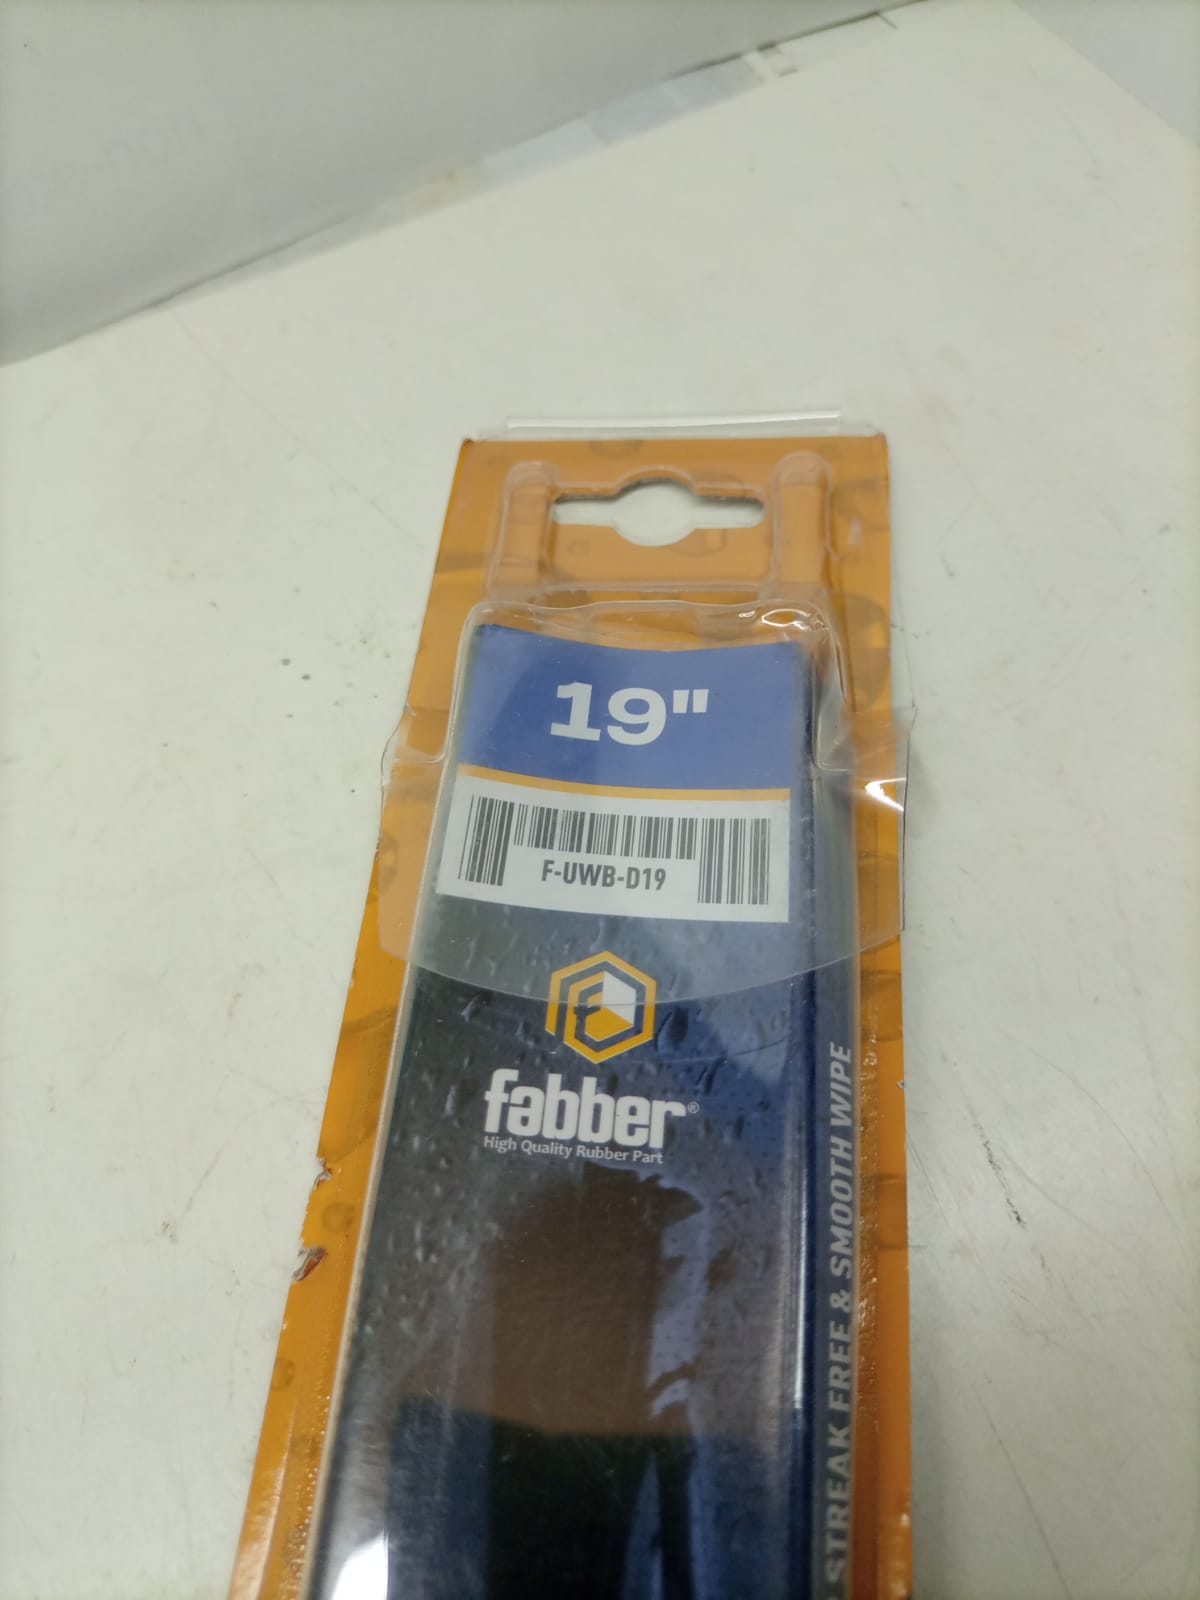 19"
F-UWB-D19
fabber®
High Quality Rubber Part
STREAK FREE & SMOOTH WIPE